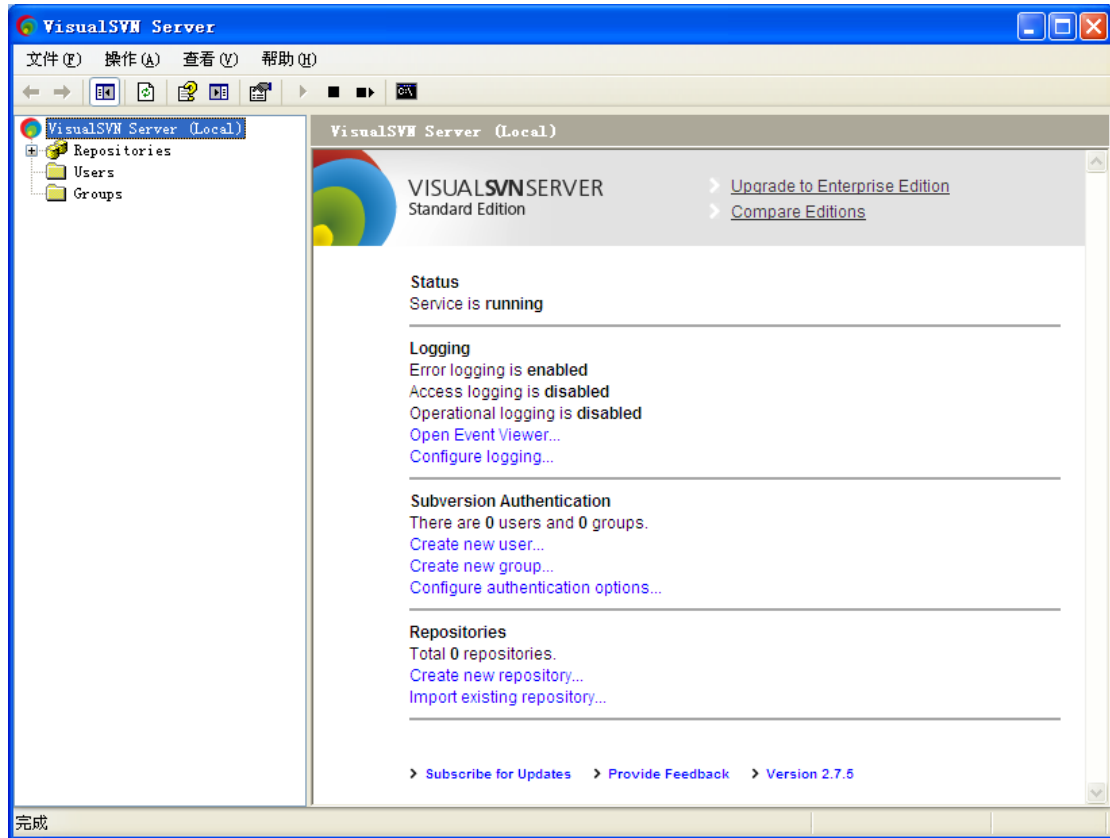 VisualSVN Server
文件(F) 操作(A) 查看(V) 帮助(H)
VisualSVN Server (Local)
Repositories
Users
Groups
VisualSVN Server (Local)
VISUALSVNSERVER
Standard Edition
Upgrade to Enterprise Edition
Compare Editions
Status
Service is running
Logging
Error logging is enabled
Access logging is disabled
Operational logging is disabled
Open Event Viewer...
Configure logging...
Subversion Authentication
There are 0 users and 0 groups.
Create new user...
Create new group...
Configure authentication options...
Repositories
Total 0 repositories.
Create new repository...
Import existing repository...
Subscribe for Updates Provide Feedback Version 2.7.5
完成